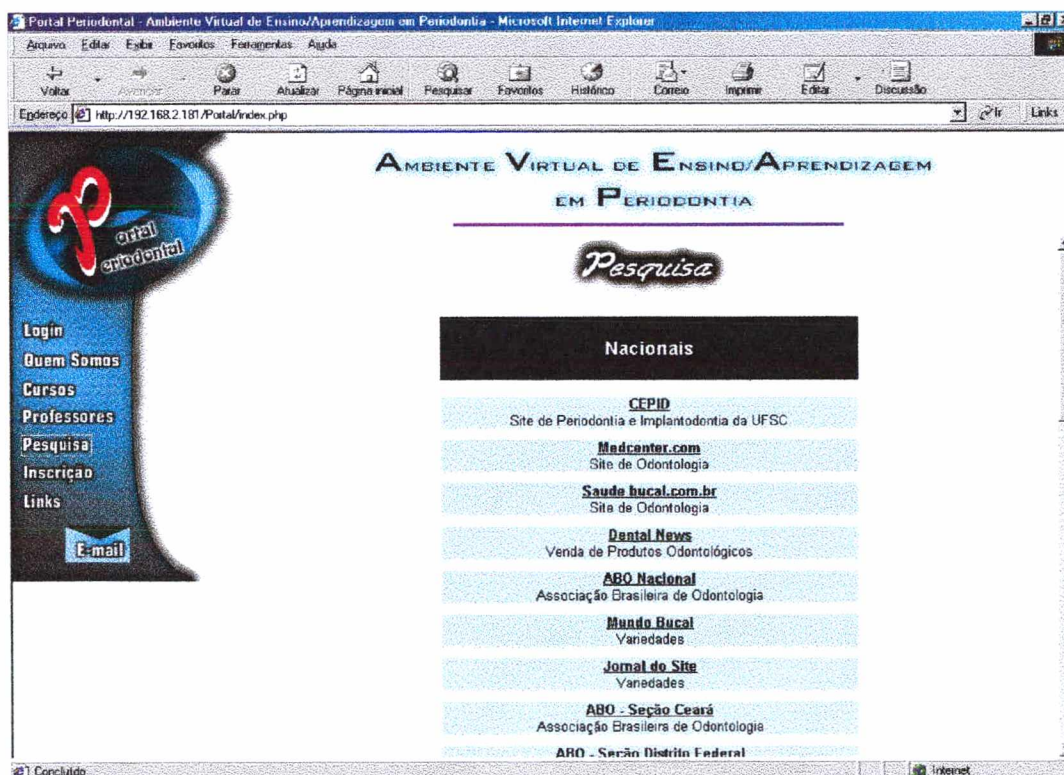 Portal Periodontal - Ambiente Virtual de Ensino/Aprendizagem em Periodontia - Microsoft Internet Explorer
Arquivo Editar Exibir Favoritos Ferramentas Ajuda
Voltar Avançar Parar Atualizar Página inicial Pesquisar Favoritos Histórico Correio Imprimir Editar Discussão
Endereço http://192.168.2.181/Portal/index.php Ir Links
Portal
Periodontal
AMBIENTE VIRTUAL DE ENSINO/APRENDIZAGEM
EM PERIODONTIA
Pesquisa
Login
Quem Somos
Cursos
Professores
Pesquisa
Inscrição
Links
E-mail
Nacionais
CEPID
Site de Periodontia e Implantodontia da UFSC
Medcenter.com
Site de Odontologia
Saude bucal.com.br
Site de Odontologia
Dental News
Venda de Produtos Odontológicos
ABO Nacional
Associação Brasileira de Odontologia
Mundo Bucal
Variedades
Jornal do Site
Variedades
ABO - Seção Ceará
Associação Brasileira de Odontologia
ABO - Seção Distrito Federal
Concluído Internet